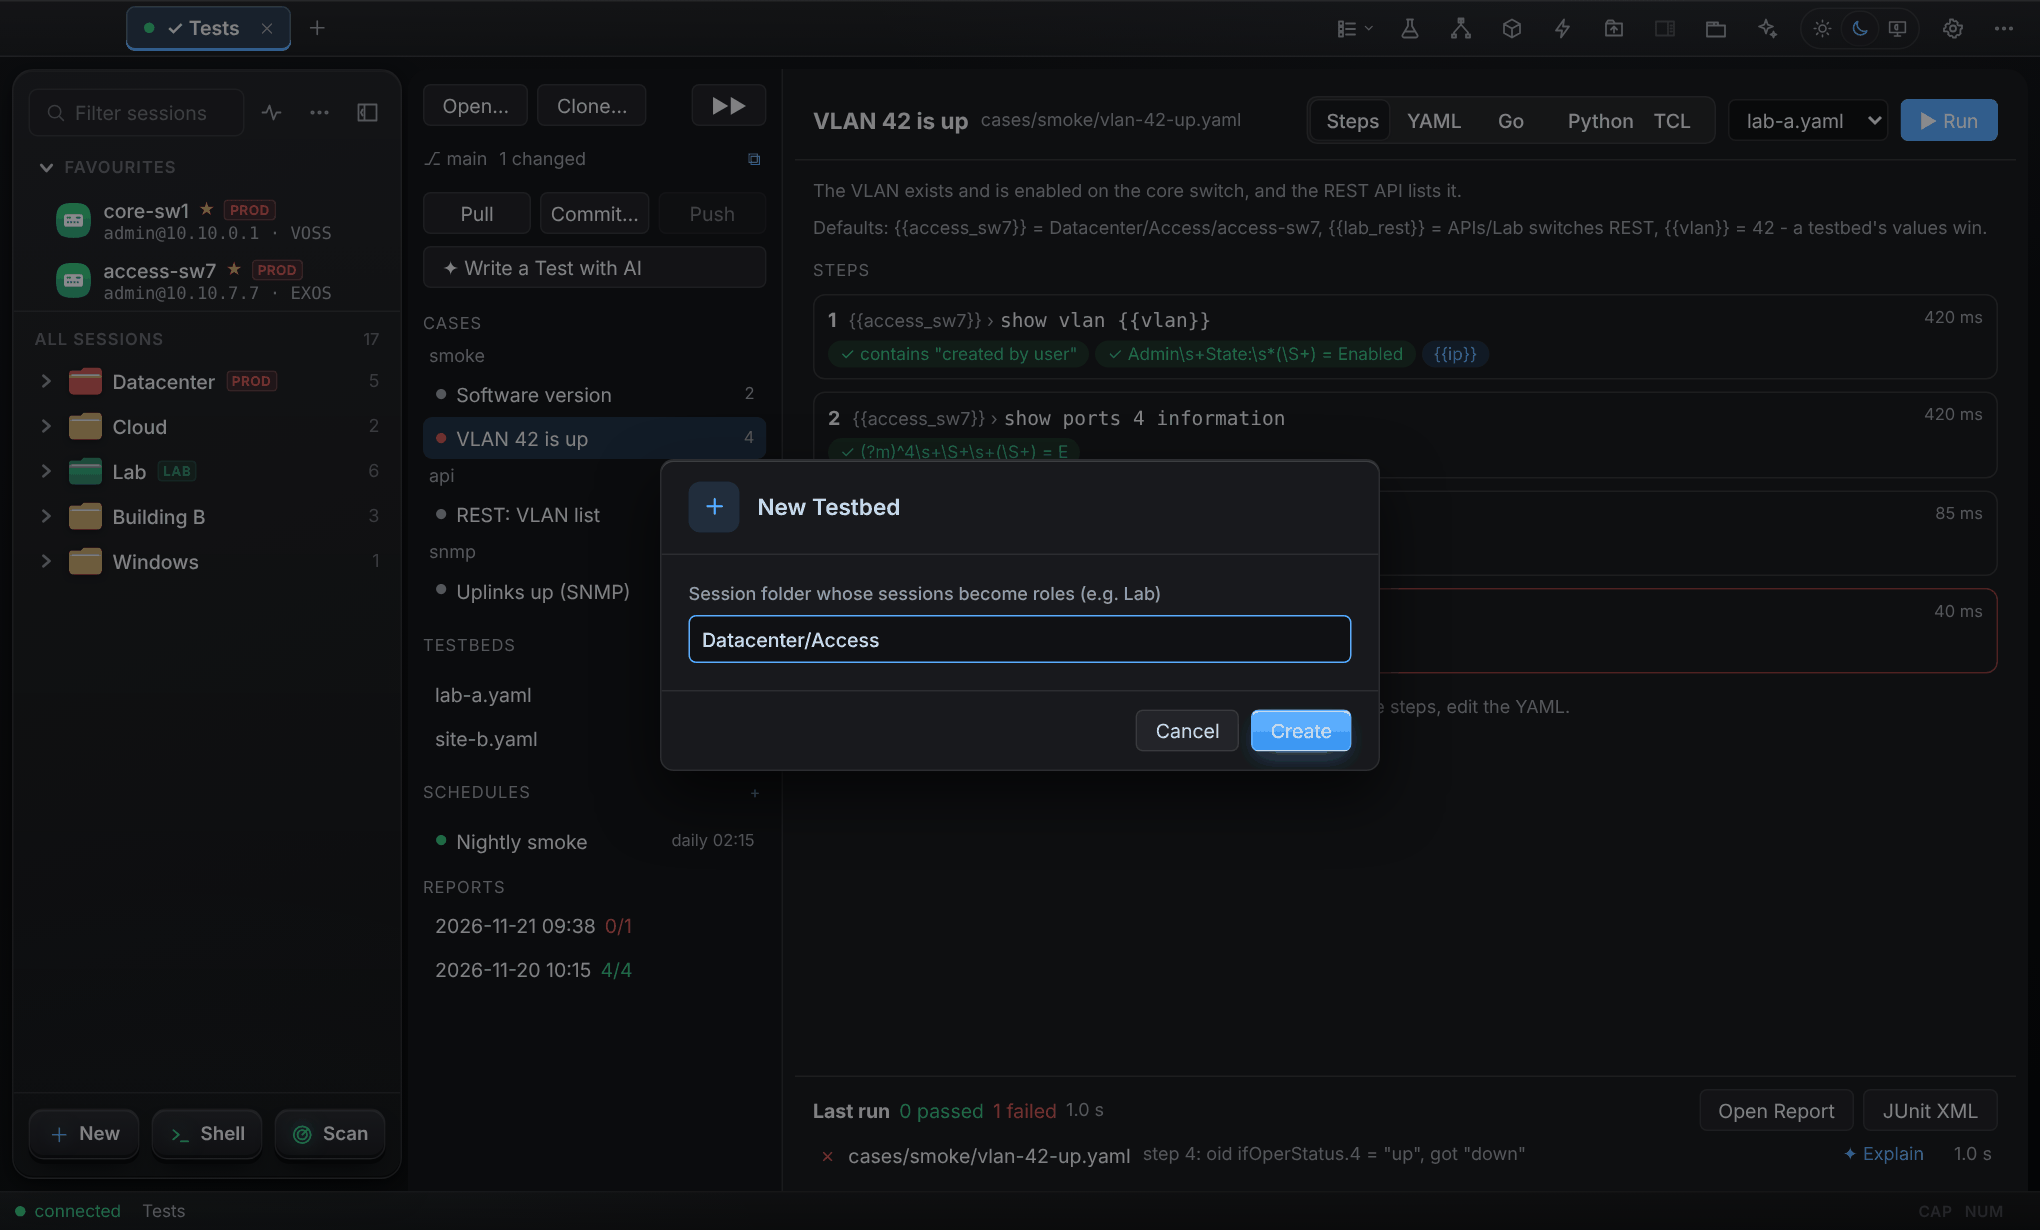 ✓ Tests × +
Filter sessions
FAVOURITES
core-sw1 ★ PROD
admin@10.10.0.1 · VOSS
access-sw7 ★ PROD
admin@10.10.7.7 · EXOS
ALL SESSIONS 17
Datacenter PROD 5
Cloud 2
Lab LAB 6
Building B 3
Windows 1
+ New
>_ Shell
Scan
Open...
Clone...
main 1 changed
Pull
Commit...
Push
✦ Write a Test with AI
CASES
smoke
Software version 2
VLAN 42 is up 4
api
REST: VLAN list
snmp
Uplinks up (SNMP)
TESTBEDS
lab-a.yaml
site-b.yaml
SCHEDULES +
Nightly smoke daily 02:15
REPORTS
2026-11-21 09:38 0/1
2026-11-20 10:15 4/4
VLAN 42 is up cases/smoke/vlan-42-up.yaml
Steps YAML Go Python TCL
lab-a.yaml
Run
The VLAN exists and is enabled on the core switch, and the REST API lists it.
Defaults: {{access_sw7}} = Datacenter/Access/access-sw7, {{lab_rest}} = APIs/Lab switches REST, {{vlan}} = 42 - a testbed's values win.
STEPS
1 {{access_sw7}} › show vlan {{vlan}} 420 ms
✓ contains "created by user" ✓ Admin\s+State:\s*(\S+) = Enabled {{ip}}
2 {{access_sw7}} › show ports 4 information 420 ms
✓ (?m)^4\s+\S+\s+(\S+) = E
85 ms
40 ms
steps, edit the YAML.
New Testbed
Session folder whose sessions become roles (e.g. Lab)
Datacenter/Access
Cancel
Create
Last run 0 passed 1 failed 1.0 s
Open Report
JUnit XML
× cases/smoke/vlan-42-up.yaml step 4: oid ifOperStatus.4 = "up", got "down"
✦ Explain 1.0 s
connected Tests
CAP NUM